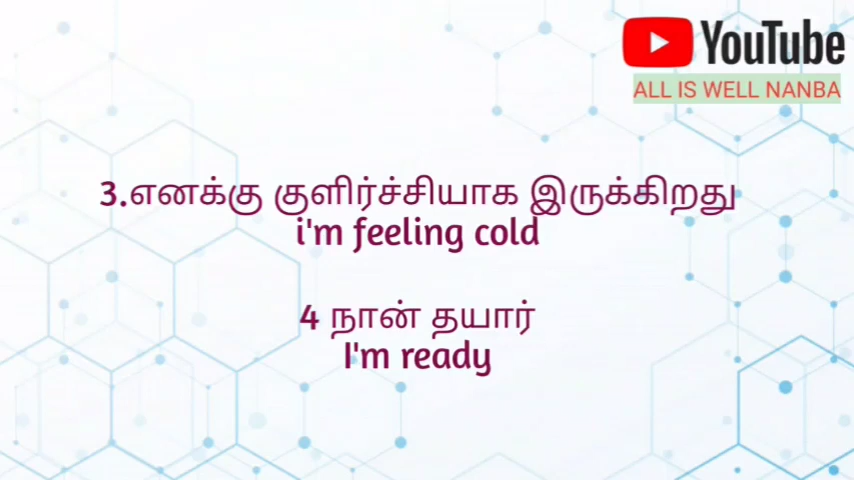 YouTube
ALL IS WELL NANBA
3.எனக்கு குளிர்ச்சியாக இருக்கிறது
i'm feeling cold
4 நான் தயார்
I'm ready